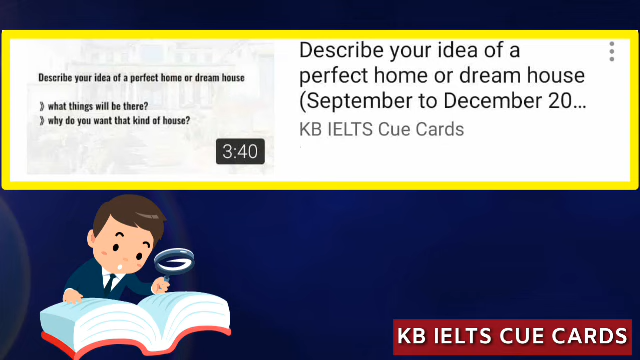 Describe your idea of a perfect home or dream house
》 what things will be there?
》 why do you want that kind of house?
3:40
Describe your idea of a
perfect home or dream house
(September to December 20...
KB IELTS Cue Cards
KB IELTS CUE CARDS